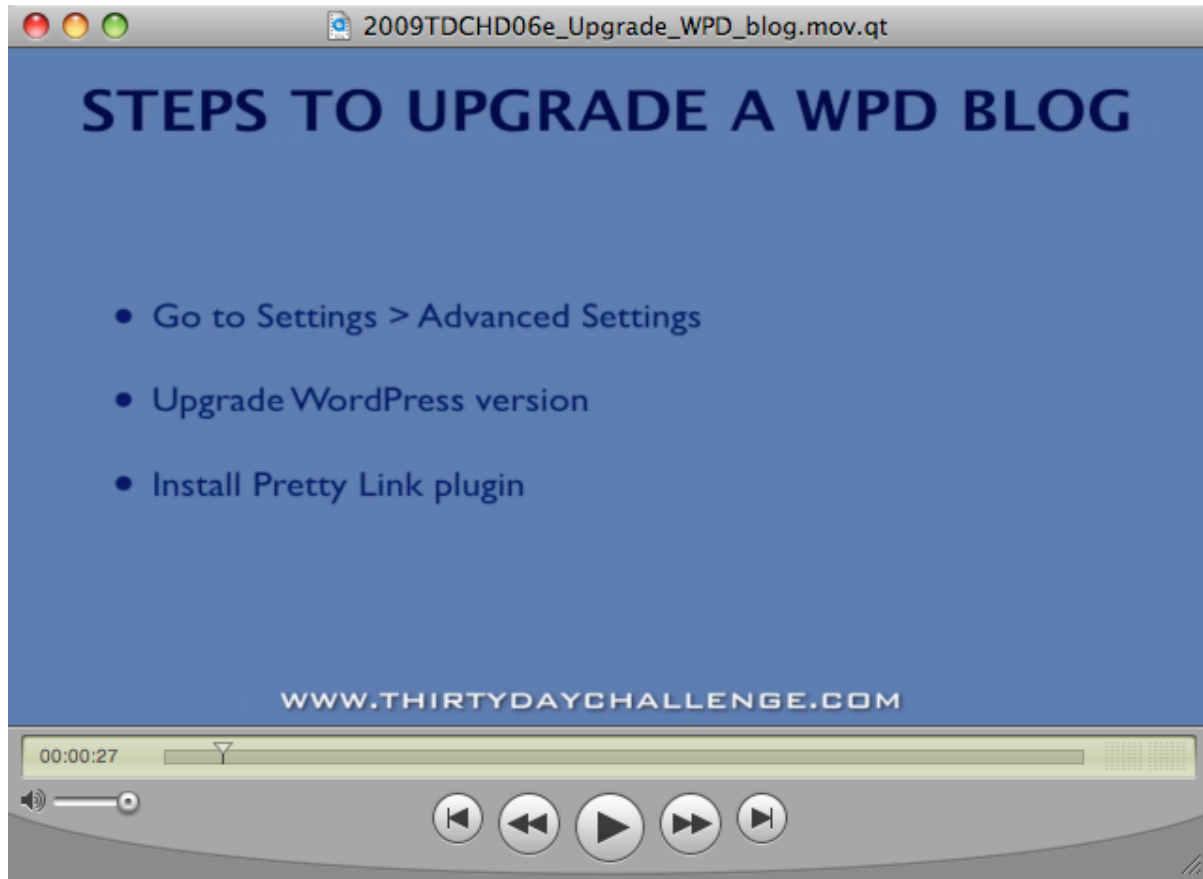 2009TDCHD06e_Upgrade_WPD_blog.mov.qt
STEPS TO UPGRADE A WPD BLOG
• Go to Settings > Advanced Settings
• Upgrade WordPress version
• Install Pretty Link plugin
WWW.THIRTYDAYCHALLENGE.COM
00:00:27